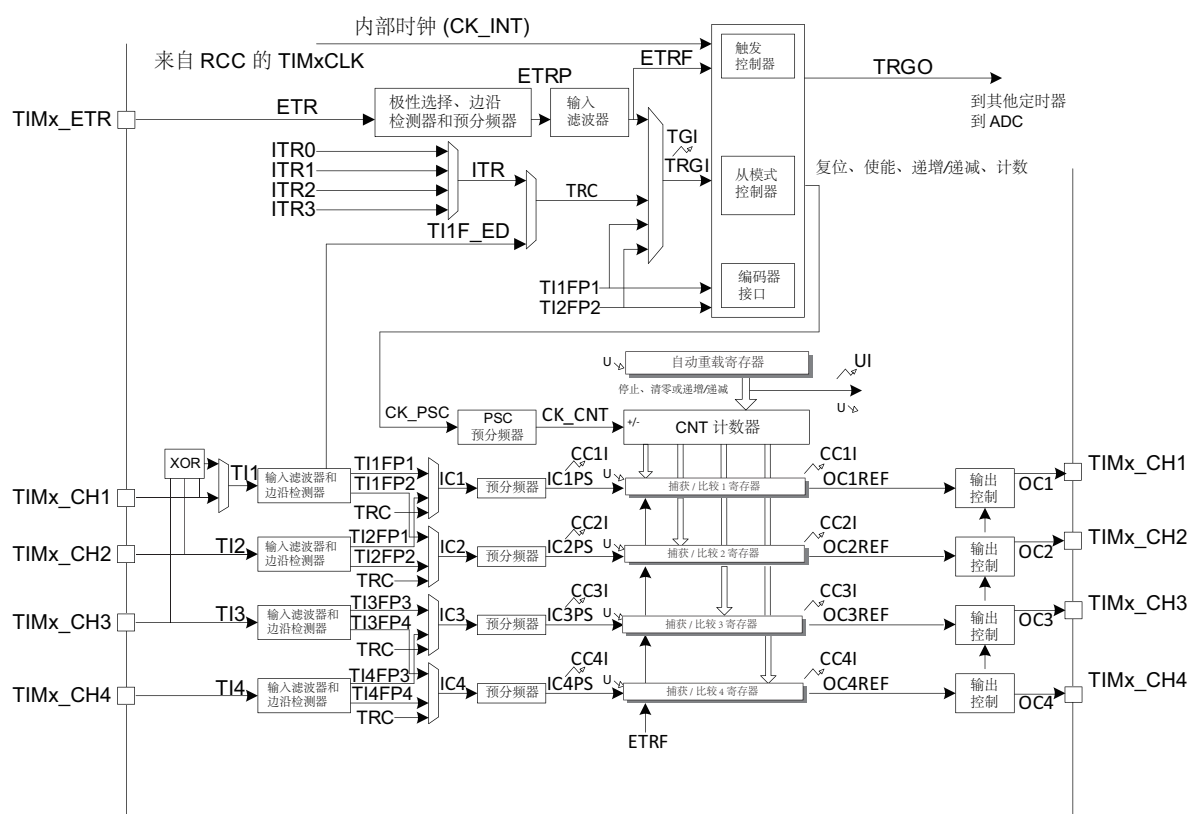 内部时钟 (CK_INT)
来自 RCC 的 TIMxCLK
触发
控制器
TRGO
到其他定时器
到 ADC
TIMx_ETR
ETR
极性选择、边沿
检测器和预分频器
ETRP
输入
滤波器
ETRF
TGI
TRGI
ITR0
ITR1
ITR2
ITR3
ITR
TRC
TI1F_ED
从模式
控制器
复位、使能、递增/递减、计数
编码器
接口
TI1FP1
TI2FP2
U
自动重载寄存器
UI
U
停止、清零或递增/递减
CK_PSC
PSC
预分频器
CK_CNT
+/-
CNT 计数器
XOR
TIMx_CH1
TI1
输入滤波器和
边沿检测器
TI1FP1
TI1FP2
TRC
IC1
预分频器
CC1I
IC1PS
U
捕获 / 比较 1 寄存器
CC1I
OC1REF
输出
控制
OC1
TIMx_CH1
TIMx_CH2
TI2
输入滤波器和
边沿检测器
TI2FP1
TI2FP2
TRC
IC2
预分频器
CC2I
IC2PS
U
捕获 / 比较 2 寄存器
CC2I
OC2REF
输出
控制
OC2
TIMx_CH2
TIMx_CH3
TI3
输入滤波器和
边沿检测器
TI3FP3
TI3FP4
TRC
IC3
预分频器
CC3I
IC3PS
U
捕获 / 比较 3 寄存器
CC3I
OC3REF
输出
控制
OC3
TIMx_CH3
TIMx_CH4
TI4
输入滤波器和
边沿检测器
TI4FP3
TI4FP4
TRC
IC4
预分频器
CC4I
IC4PS
U
捕获 / 比较 4 寄存器
CC4I
OC4REF
输出
控制
OC4
TIMx_CH4
ETRF